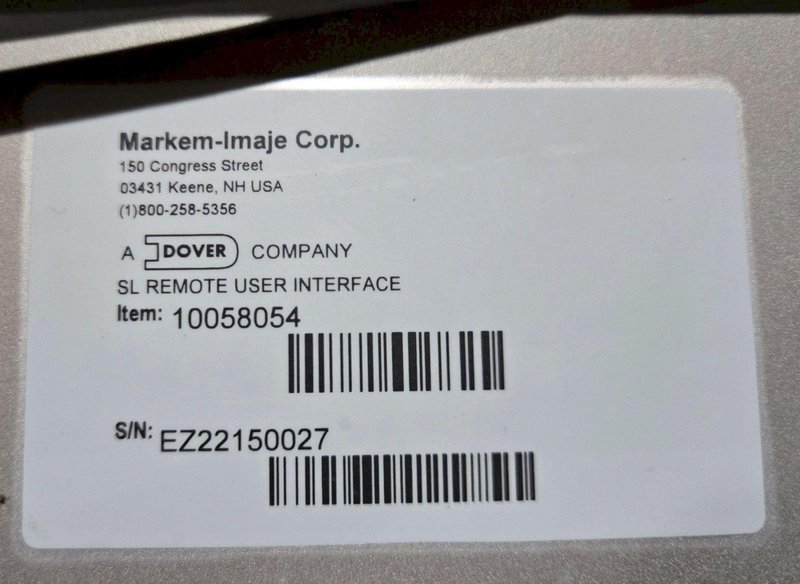 Markem-Imaje Corp.
150 Congress Street
03431 Keene, NH USA
(1)800-258-5356
A DOVER COMPANY
SL REMOTE USER INTERFACE
Item: 10058054
S/N: EZ22150027